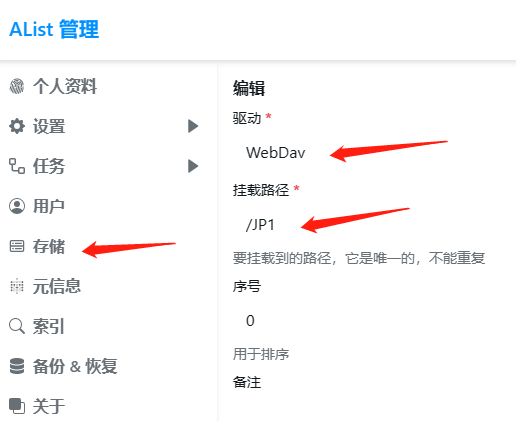 AList 管理
个人资料
设置
任务
用户
存储
元信息
索引
备份 & 恢复
关于
编辑
驱动 *
WebDav
挂载路径 *
/JP1
要挂载到的路径，它是唯一的，不能重复
序号
0
用于排序
备注